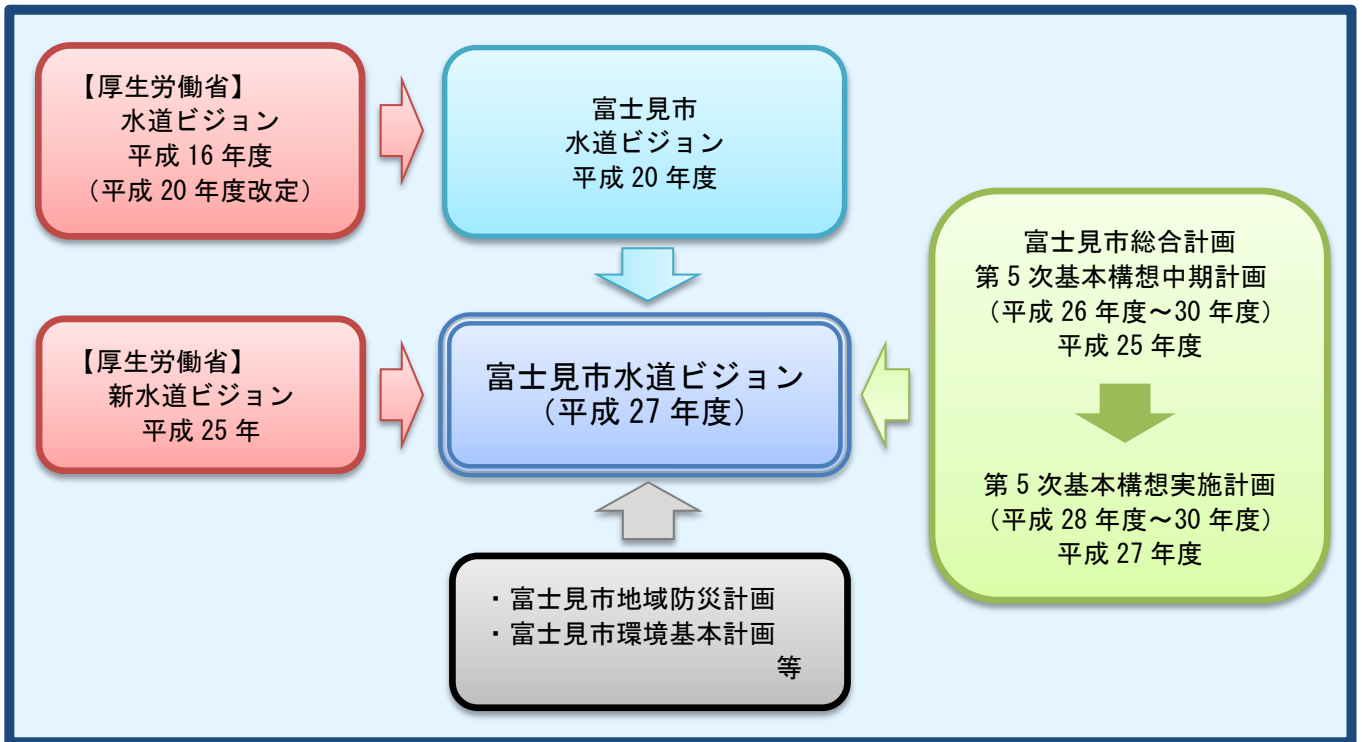 【厚生労働省】
水道ビジョン
平成 16 年度
（平成 20 年度改定）
富士見市
水道ビジョン
平成 20 年度
【厚生労働省】
新水道ビジョン
平成 25 年
富士見市水道ビジョン
（平成 27 年度）
富士見市総合計画
第 5 次基本構想中期計画
（平成 26 年度～30 年度）
平成 25 年度
第 5 次基本構想実施計画
（平成 28 年度～30 年度）
平成 27 年度
・富士見市地域防災計画
・富士見市環境基本計画
等